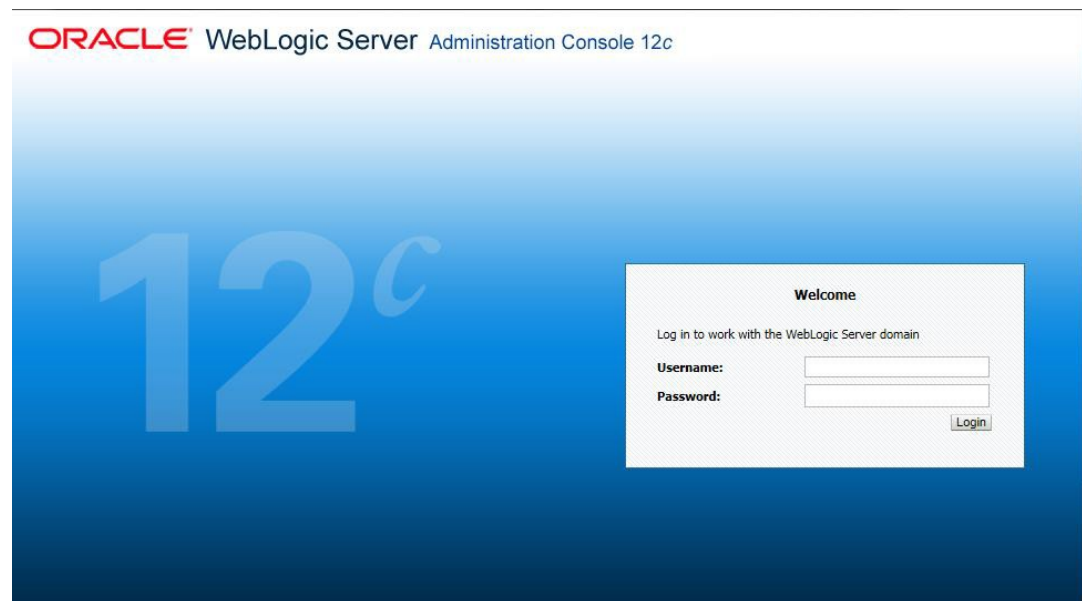 ORACLE WebLogic Server Administration Console 12c
12c
Welcome
Log in to work with the WebLogic Server domain
Username:
Password:
Login